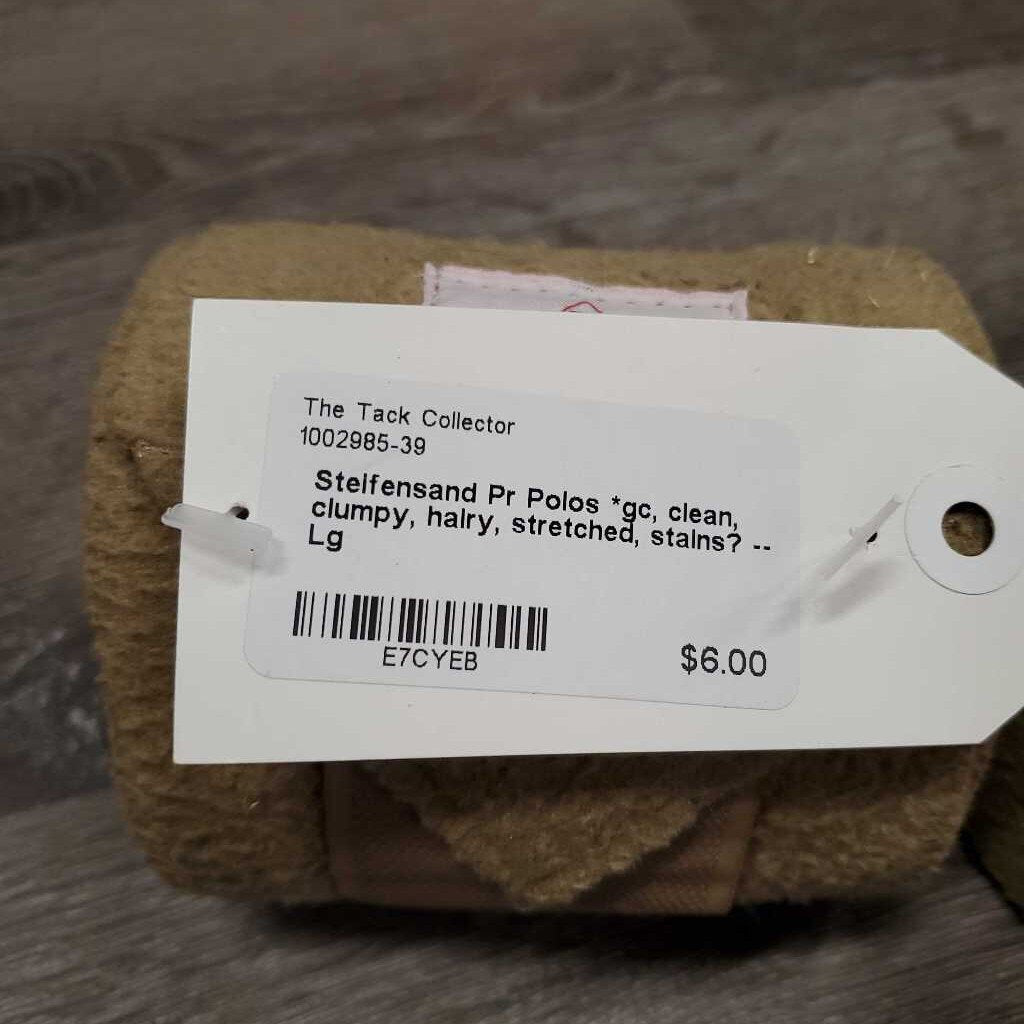 The Tack Collector
1002985-39
Steifensand Pr Polos *gc, clean,
clumpy, hairy, stretched, stains? --
Lg
E7CYEB
$6.00